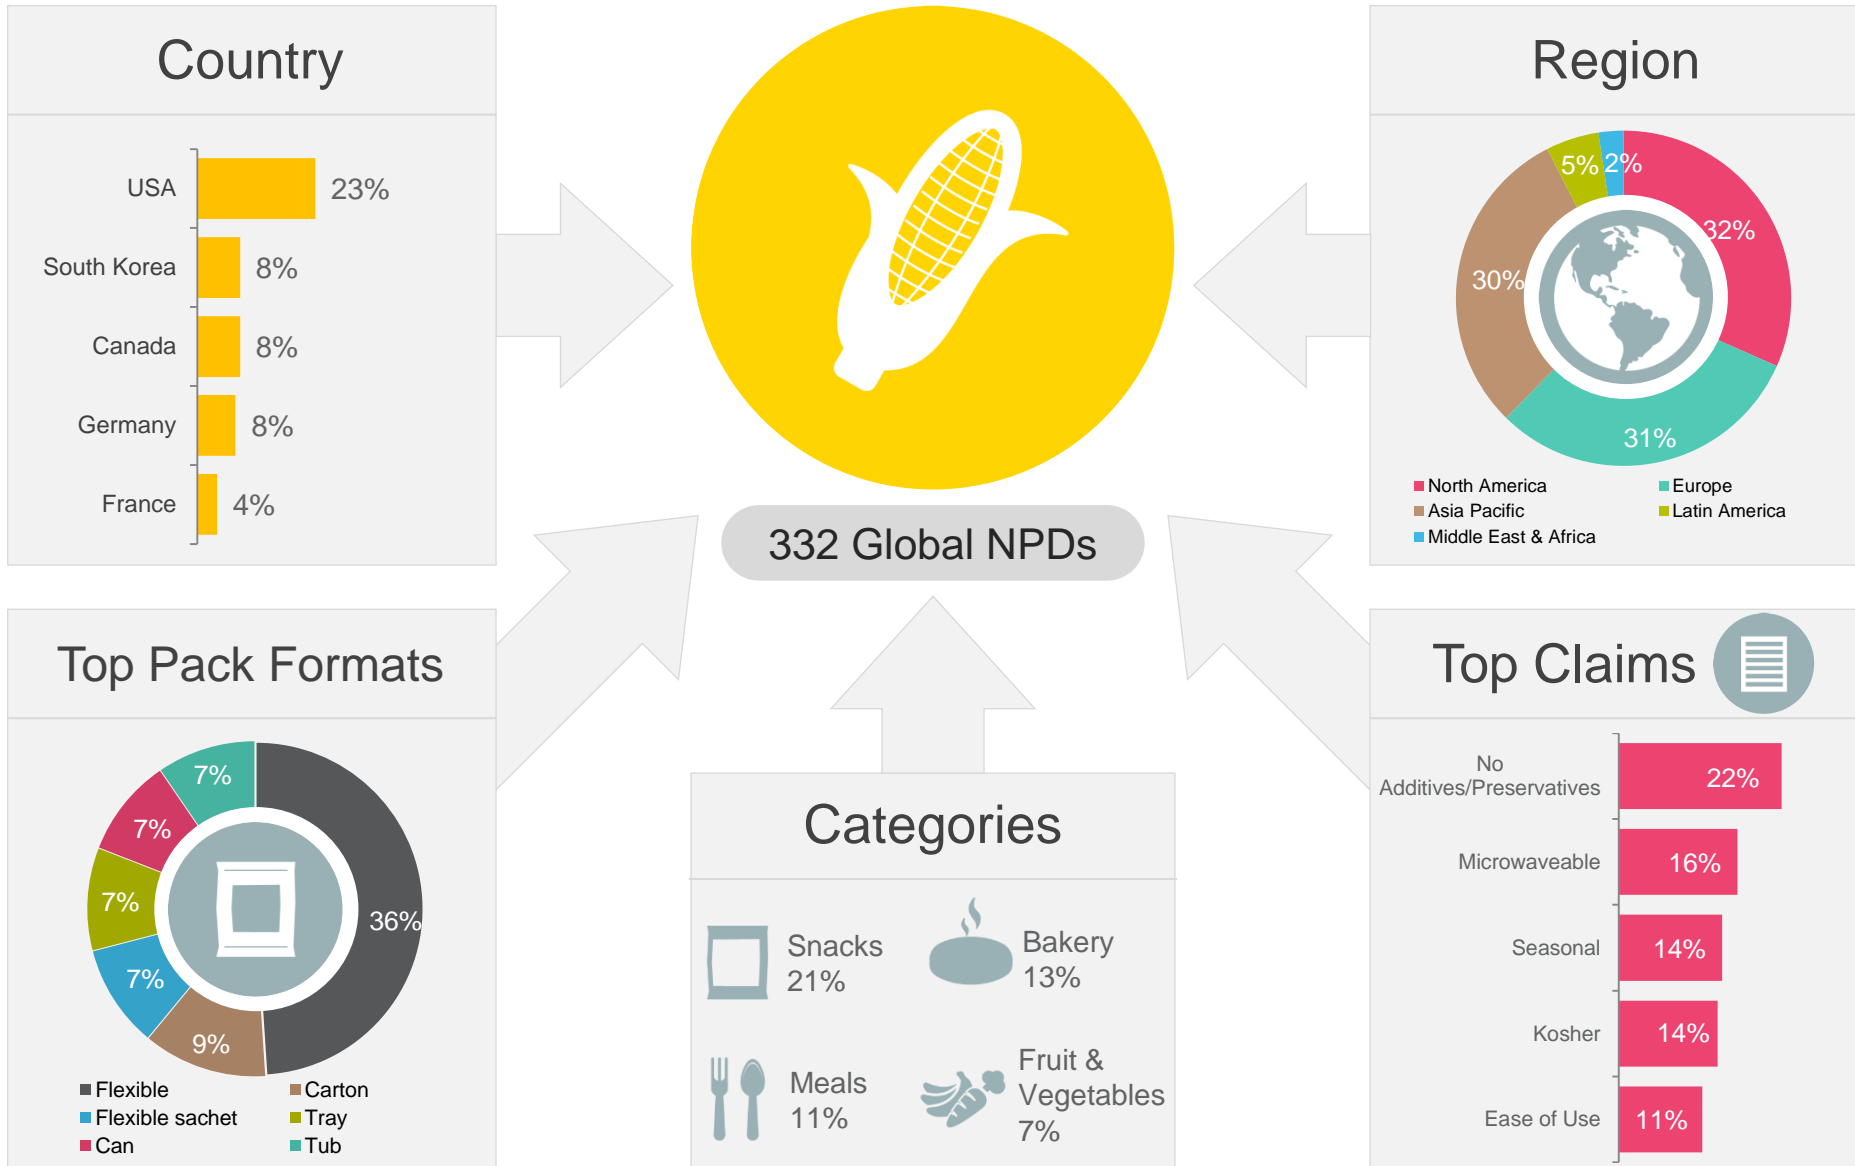 Country
USA
23%
South Korea
8%
Canada
8%
Germany
8%
France
4%
332 Global NPDs
Region
5%
2%
32%
30%
31%
North America
Europe
Asia Pacific
Latin America
Middle East & Africa
Top Pack Formats
7%
7%
7%
36%
7%
9%
Flexible
Carton
Flexible sachet
Tray
Can
Tub
Categories
Snacks
21%
Bakery
13%
Meals
11%
Fruit &
Vegetables
7%
Top Claims
No
Additives/Preservatives
22%
Microwaveable
16%
Seasonal
14%
Kosher
14%
Ease of Use
11%